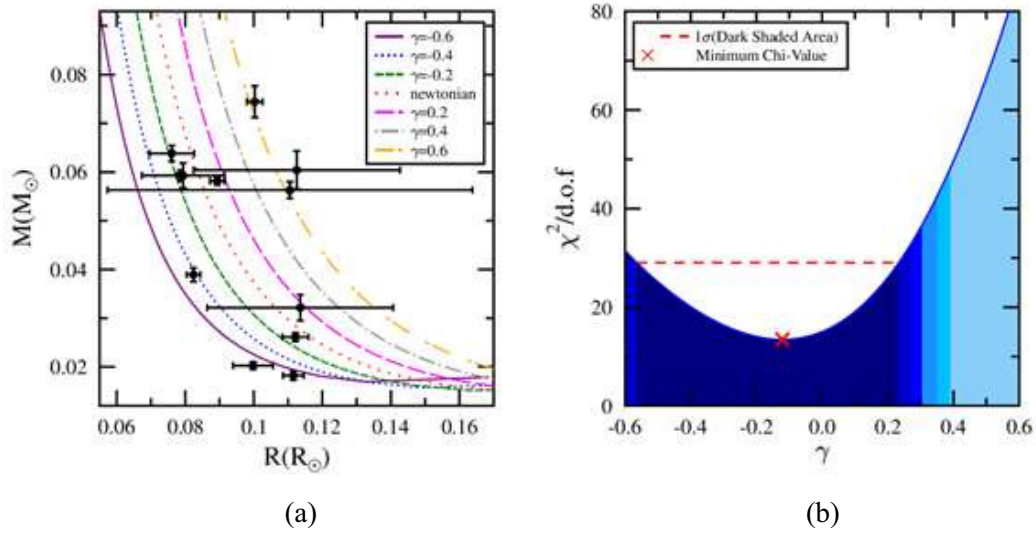 γ=-0.6
γ=-0.4
γ=-0.2
newtonian
γ=0.2
γ=0.4
γ=0.6
0.08
0.06
0.04
0.02
M(M☉)
0.06 0.08 0.1 0.12 0.14 0.16
R(R☉)
(a)
1σ(Dark Shaded Area)
Minimum Chi-Value
80
60
40
20
0
χ²/d.o.f
-0.6 -0.4 -0.2 0.0 0.2 0.4 0.6
γ
(b)